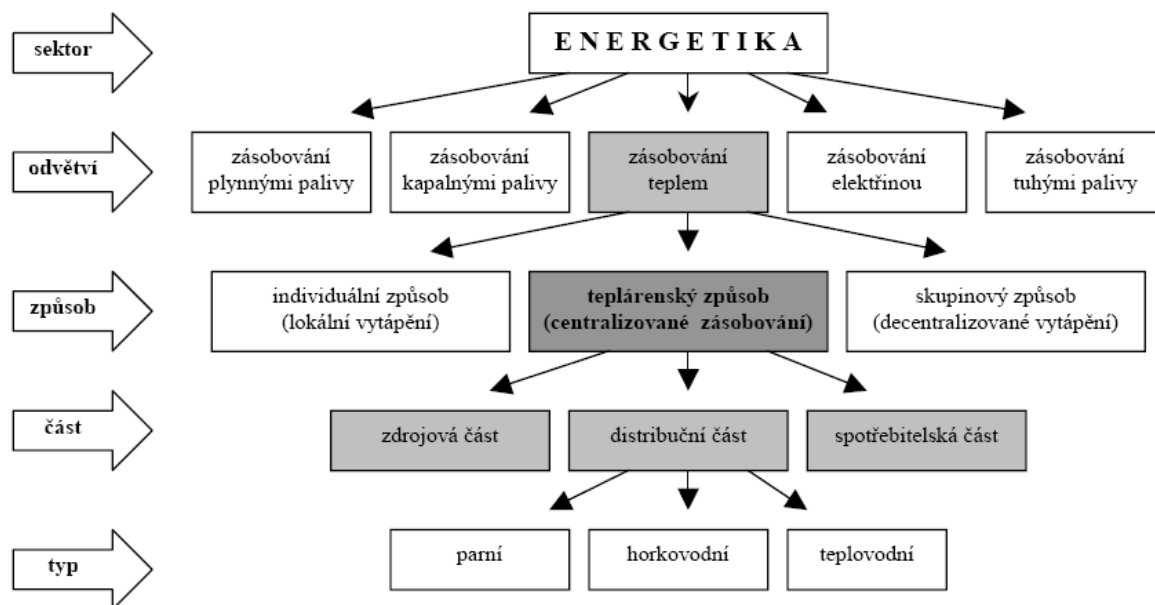 sektor
E N E R G E T I K A
odvětví
zásobování
plynnými palivy
zásobování
kapalnými palivy
zásobování
teplem
zásobování
elektřinou
zásobování
tuhými palivy
způsob
individuální způsob
(lokální vytápění)
teplárenský způsob
(centralizované zásobování)
skupinový způsob
(decentralizované vytápění)
část
zdrojová část
distribuční část
spotřebitelská část
typ
parní
horkovodní
teplovodní